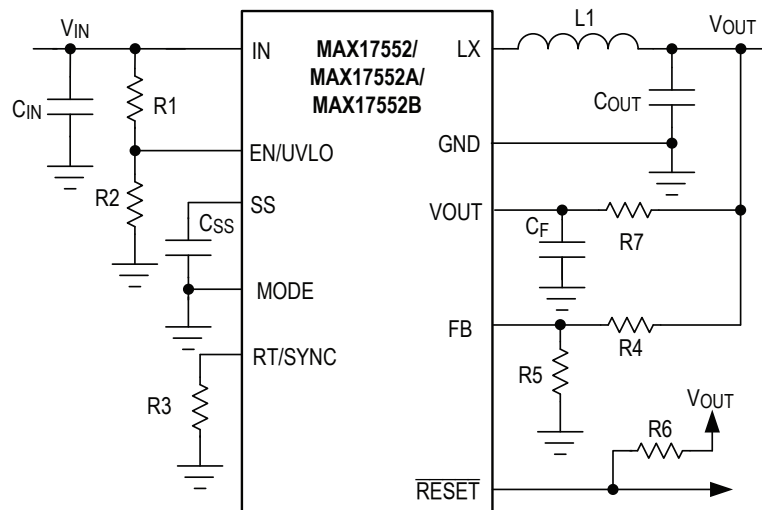 VIN
IN
MAX17552/
MAX17552A/
MAX17552B
LX
L1
VOUT
CIN
R1
COUT
GND
EN/UVLO
R2
SS
CSS
VOUT
CF
R7
MODE
FB
R4
RT/SYNC
R5
R3
VOUT
R6
RESET